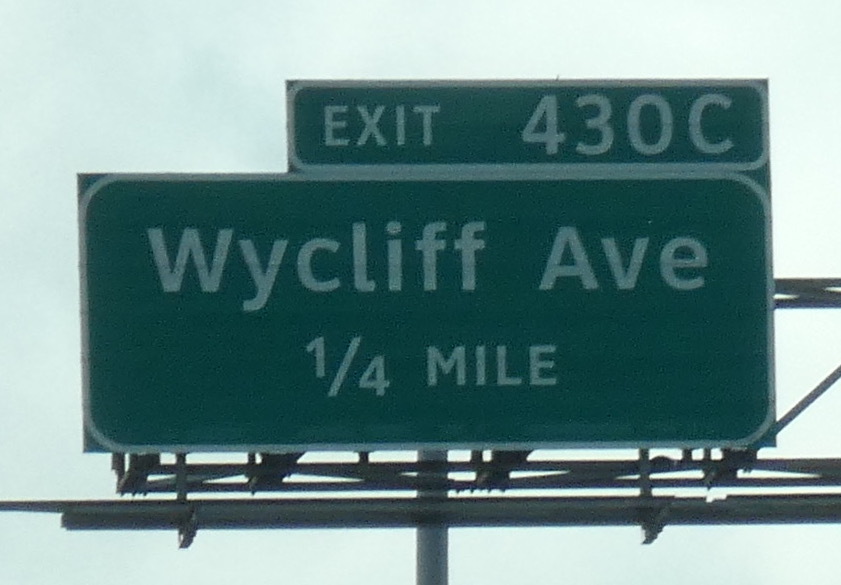 EXIT 430C
Wycliff Ave
1/4 MILE